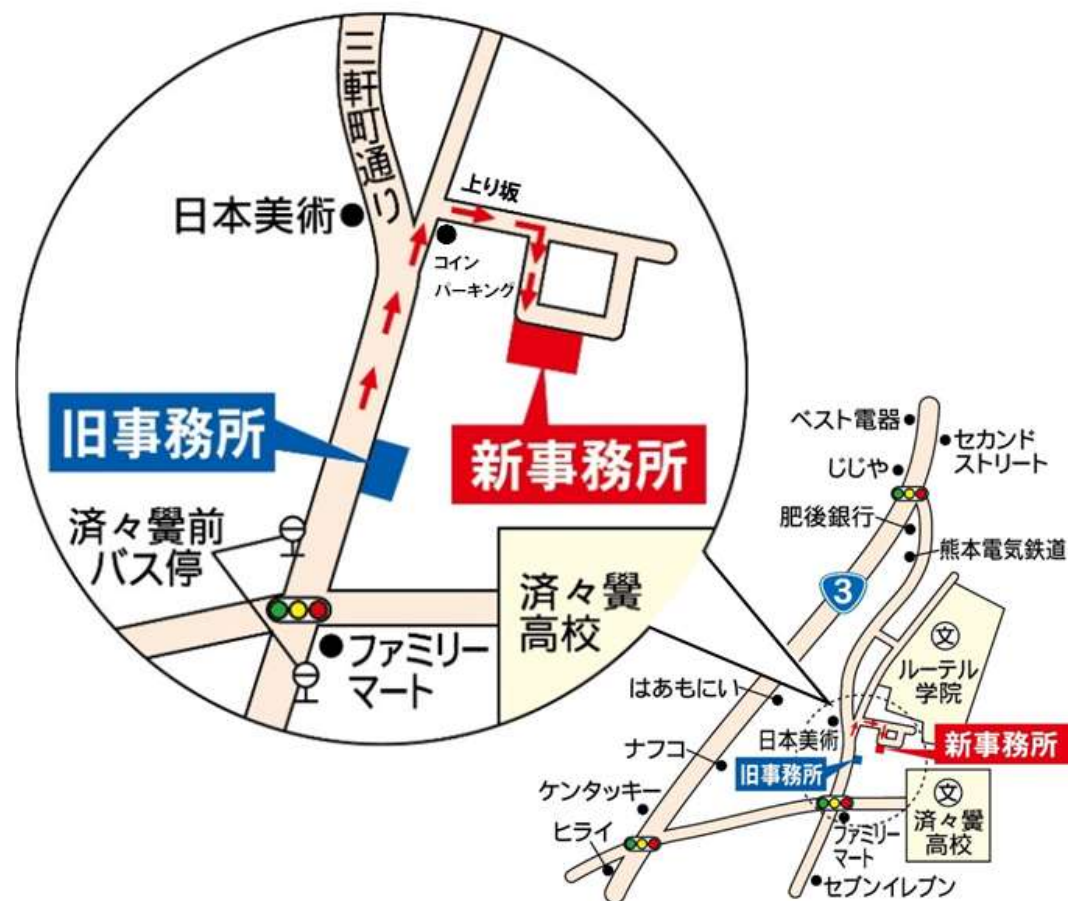 三軒町通り
上り坂
日本美術
コイン
パーキング
旧事務所
新事務所
済々黌前
バス停
済々黌
高校
ファミリー
マート
ベスト電器
セカンド
ストリート
じじや
肥後銀行
熊本電気鉄道
3
文
ルーテル
学院
はあもにい
日本美術
新事務所
ナフコ
旧事務所
ケンタッキー
文
済々黌
高校
ヒライ
ファミリー
マート
セブンイレブン